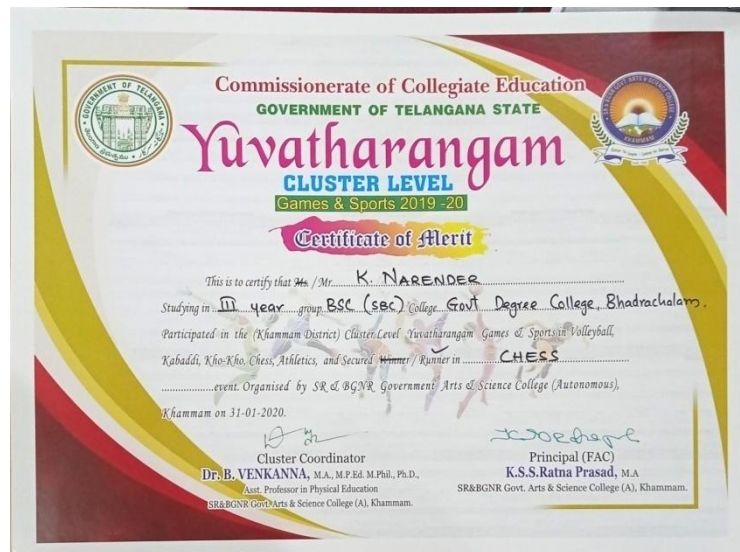 Commissionerate of Collegiate Education
GOVERNMENT OF TELANGANA STATE
GOVERNMENT OF TELANGANA
Yuvatharangam
CLUSTER LEVEL
Games & Sports 2019 -20
Certificate of Merit
This is to certify that Ms. / Mr. K. NARENDER
Studying in III year group BSC (SBC) College Govt Degree College, Bhadrachalam.
Participated in the (Khammam District) Cluster Level Yuvatharangam Games & Sports in Volleyball,
Kabaddi, Kho-Kho, Chess, Athletics, and Secured Winner / Runner in CHESS
event. Organised by SR & BGNR Government Arts & Science College (Autonomous),
Khammam on 31-01-2020.
Cluster Coordinator
Dr. B. VENKANNA, M.A., M.P.Ed. M.Phil., Ph.D.,
Asst. Professor in Physical Education
SR&BGNR Govt. Arts & Science College (A), Khammam.
Principal (FAC)
K.S.S.Ratna Prasad, M.A
SR&BGNR Govt. Arts & Science College (A), Khammam.